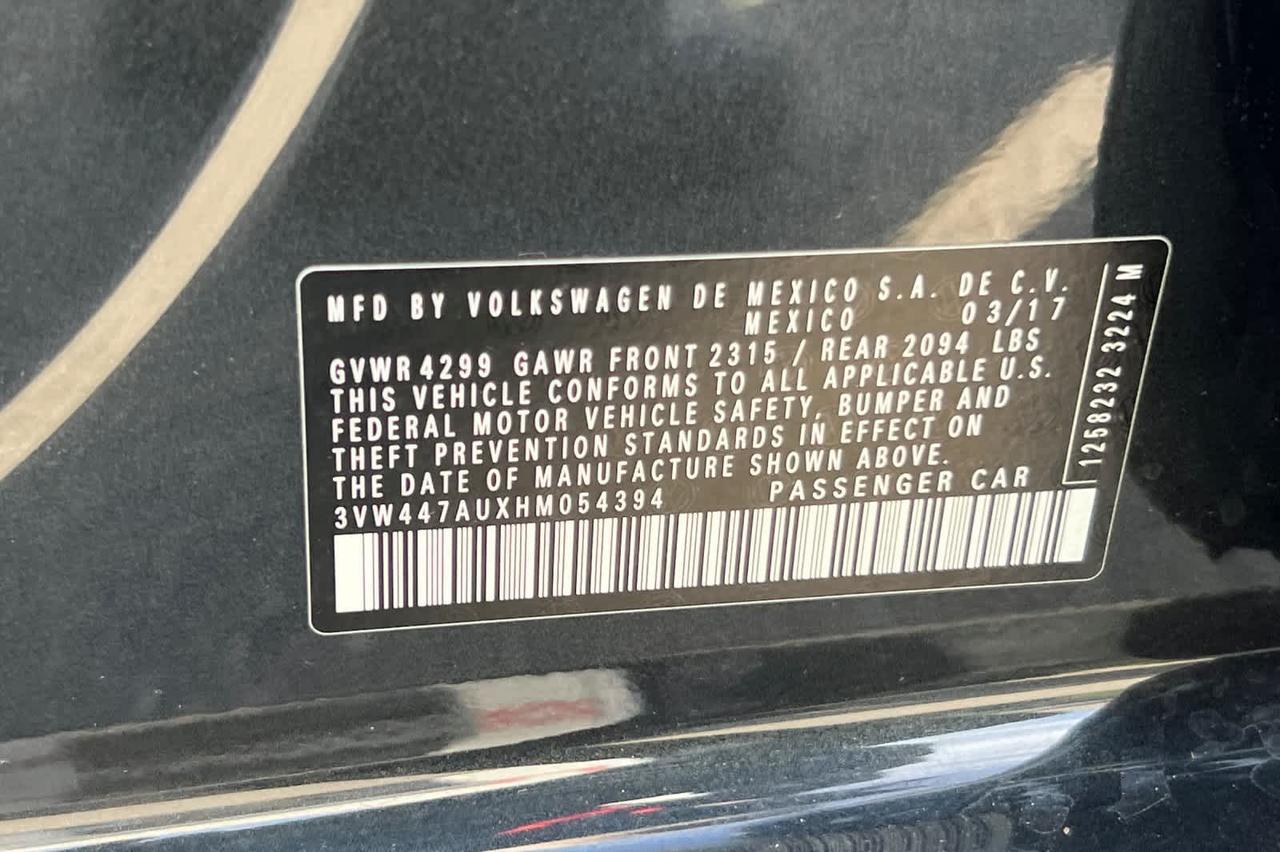 MFD BY VOLKSWAGEN DE MEXICO S.A. DE C.V.
MEXICO 03/17
GVWR 4299 GAWR FRONT 2315 / REAR 2094 LBS
THIS VEHICLE CONFORMS TO ALL APPLICABLE U.S.
FEDERAL MOTOR VEHICLE SAFETY, BUMPER AND
THEFT PREVENTION STANDARDS IN EFFECT ON
THE DATE OF MANUFACTURE SHOWN ABOVE.
3VW447AUXHM054394 PASSENGER CAR
1258232 3224 M